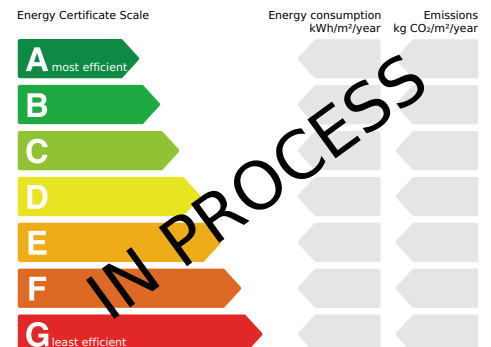 Energy Certificate Scale
Energy consumption
kWh/m²/year
Emissions
kg CO₂/m²/year
A most efficient
B
C
D
E
F
G least efficient
IN PROCESS